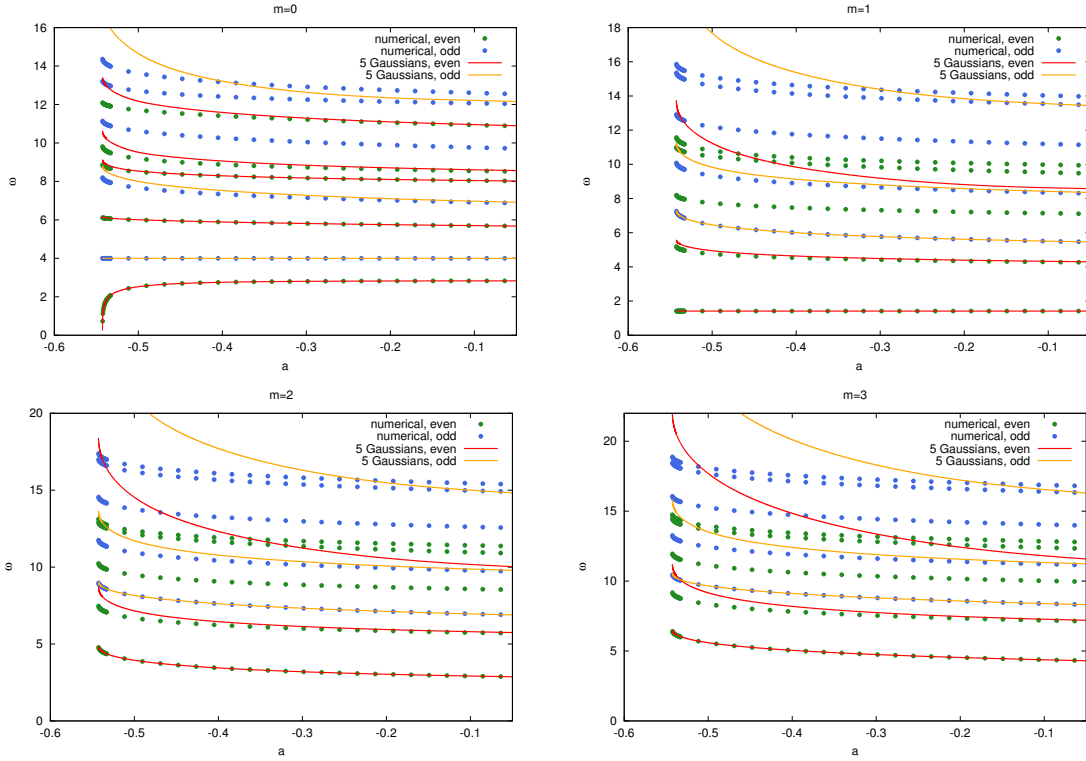 m=0
16
14
12
10
8
6
4
2
0
ω
numerical, even
numerical, odd
5 Gaussians, even
5 Gaussians, odd
-0.6
-0.5
-0.4
-0.3
-0.2
-0.1
a
m=1
18
16
14
12
10
8
6
4
2
0
ω
numerical, even
numerical, odd
5 Gaussians, even
5 Gaussians, odd
-0.6
-0.5
-0.4
-0.3
-0.2
-0.1
a
m=2
20
15
10
5
0
ω
numerical, even
numerical, odd
5 Gaussians, even
5 Gaussians, odd
-0.6
-0.5
-0.4
-0.3
-0.2
-0.1
a
m=3
20
15
10
5
0
ω
numerical, even
numerical, odd
5 Gaussians, even
5 Gaussians, odd
-0.6
-0.5
-0.4
-0.3
-0.2
-0.1
a